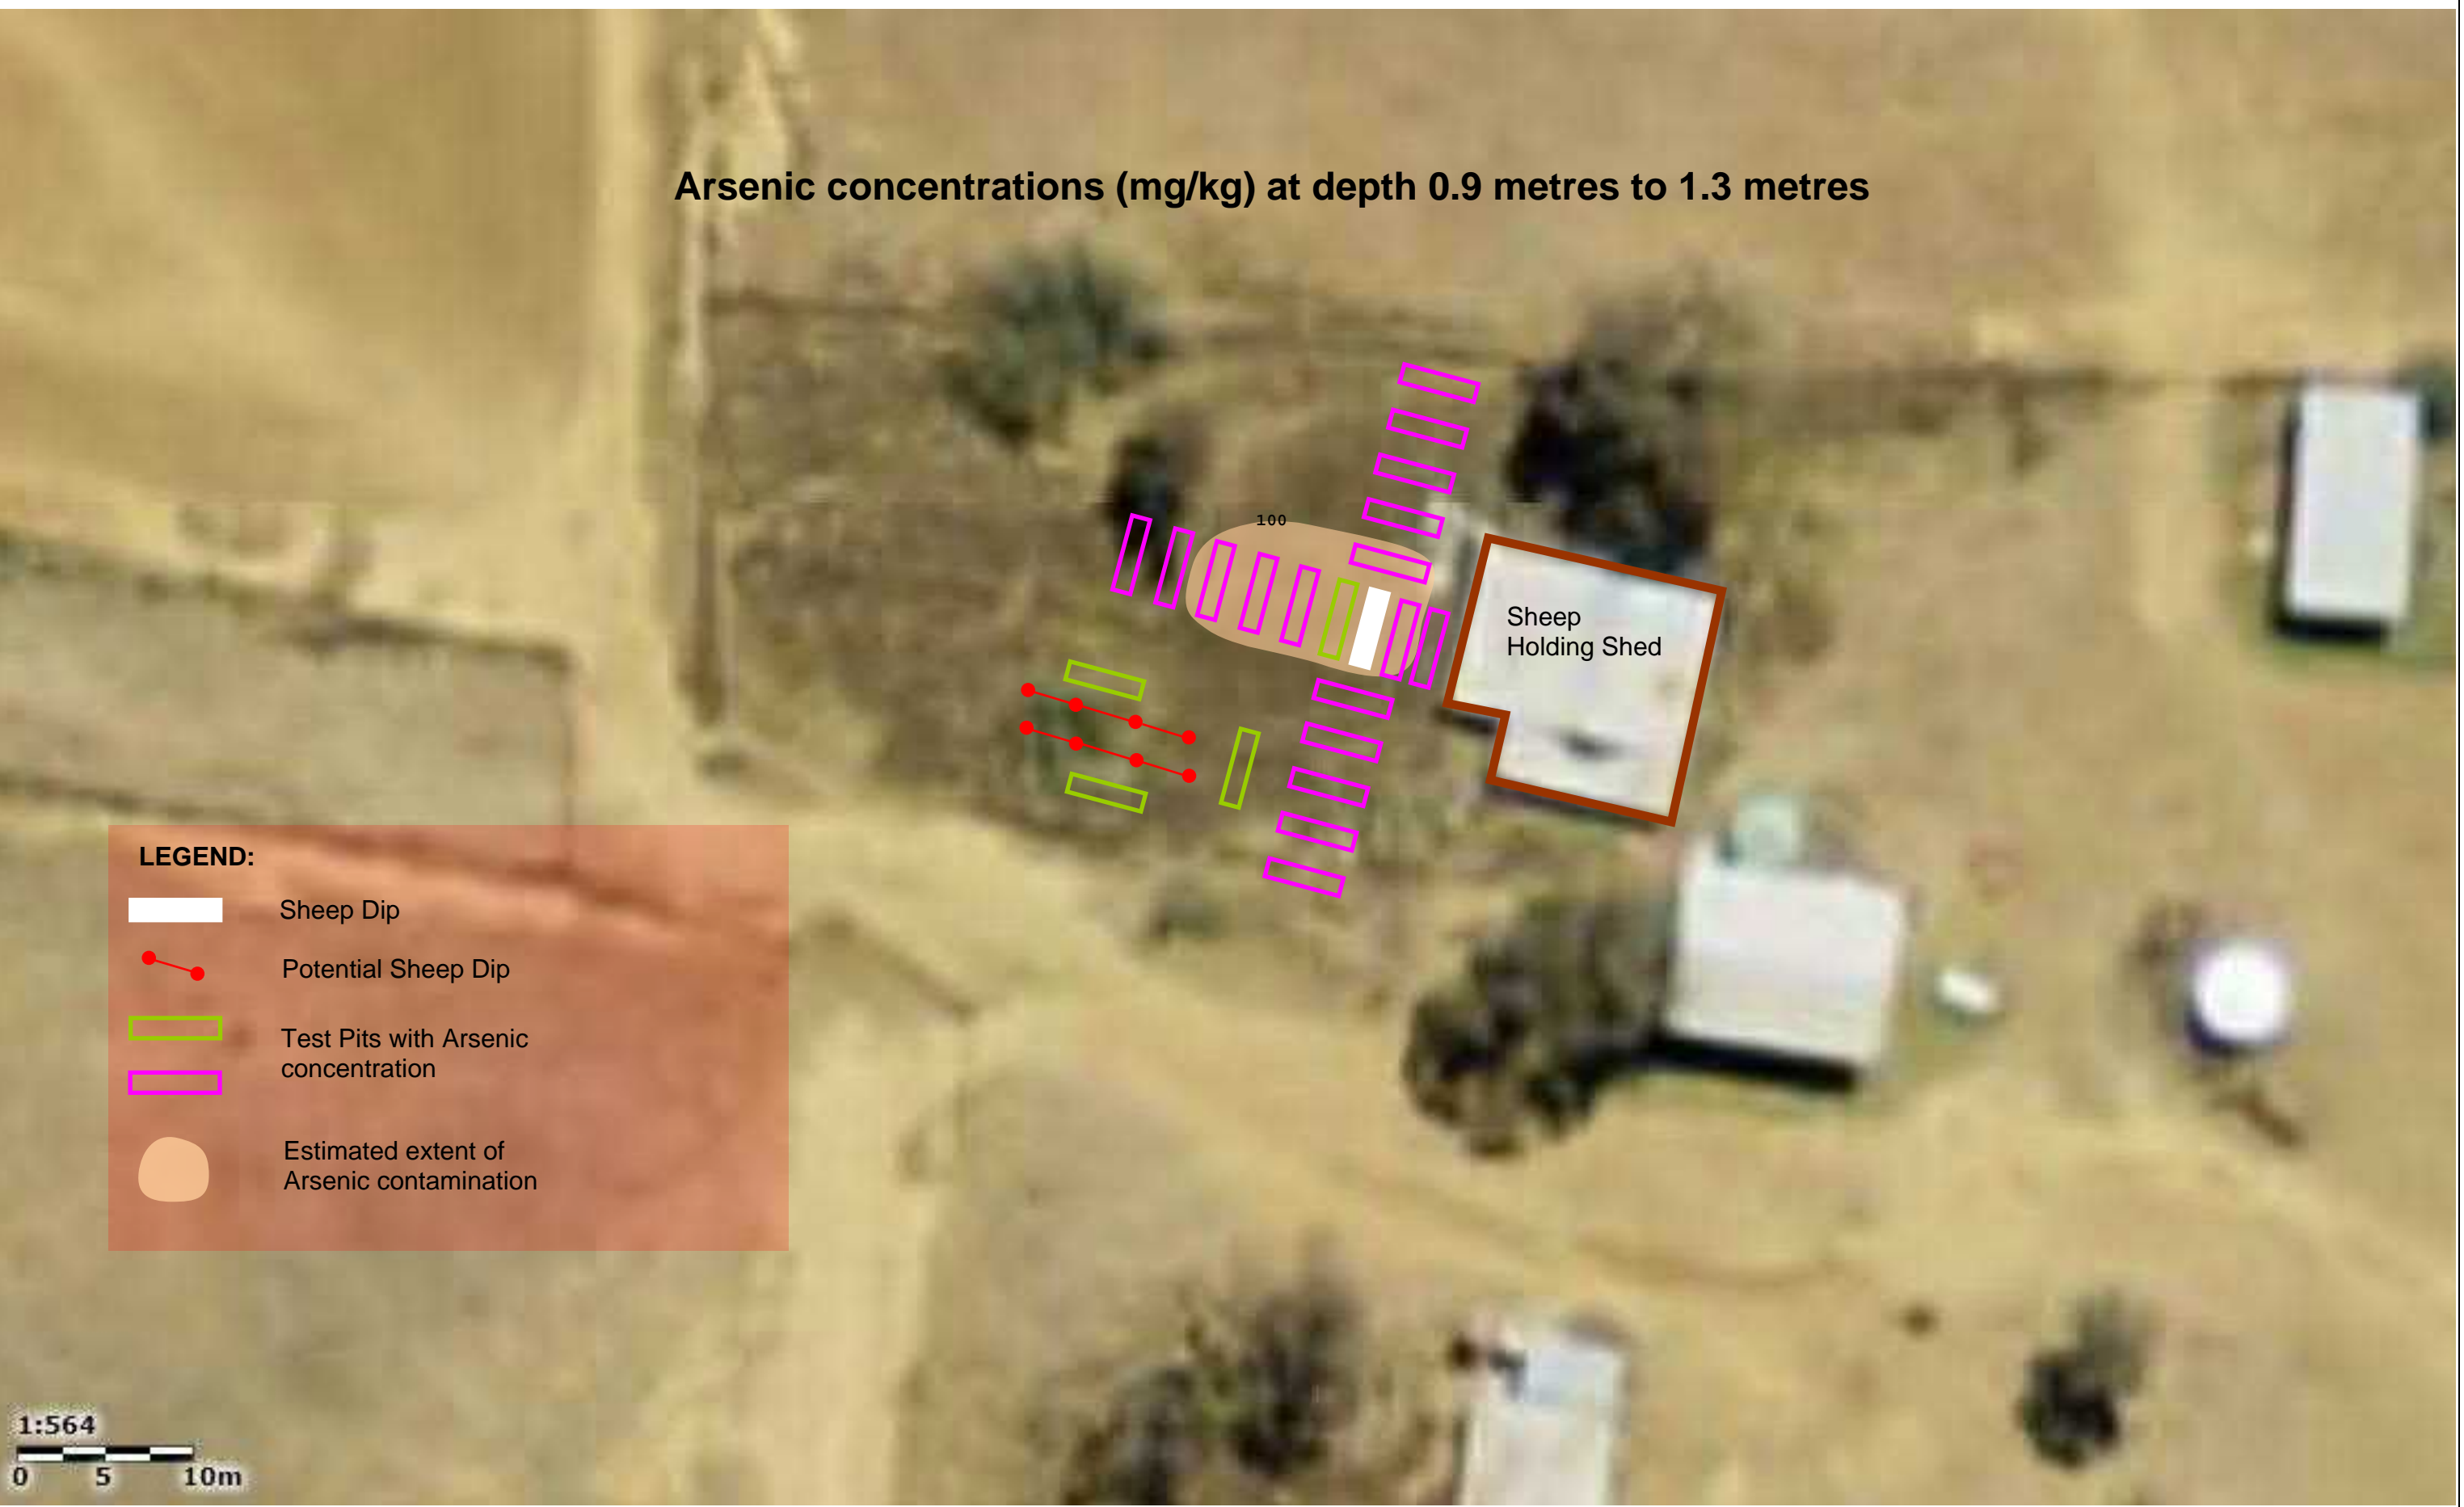 Arsenic concentrations (mg/kg) at depth 0.9 metres to 1.3 metres
100
Sheep
Holding Shed
LEGEND:
Sheep Dip
Potential Sheep Dip
Test Pits with Arsenic
concentration
Estimated extent of
Arsenic contamination
1:564
0 5 10m